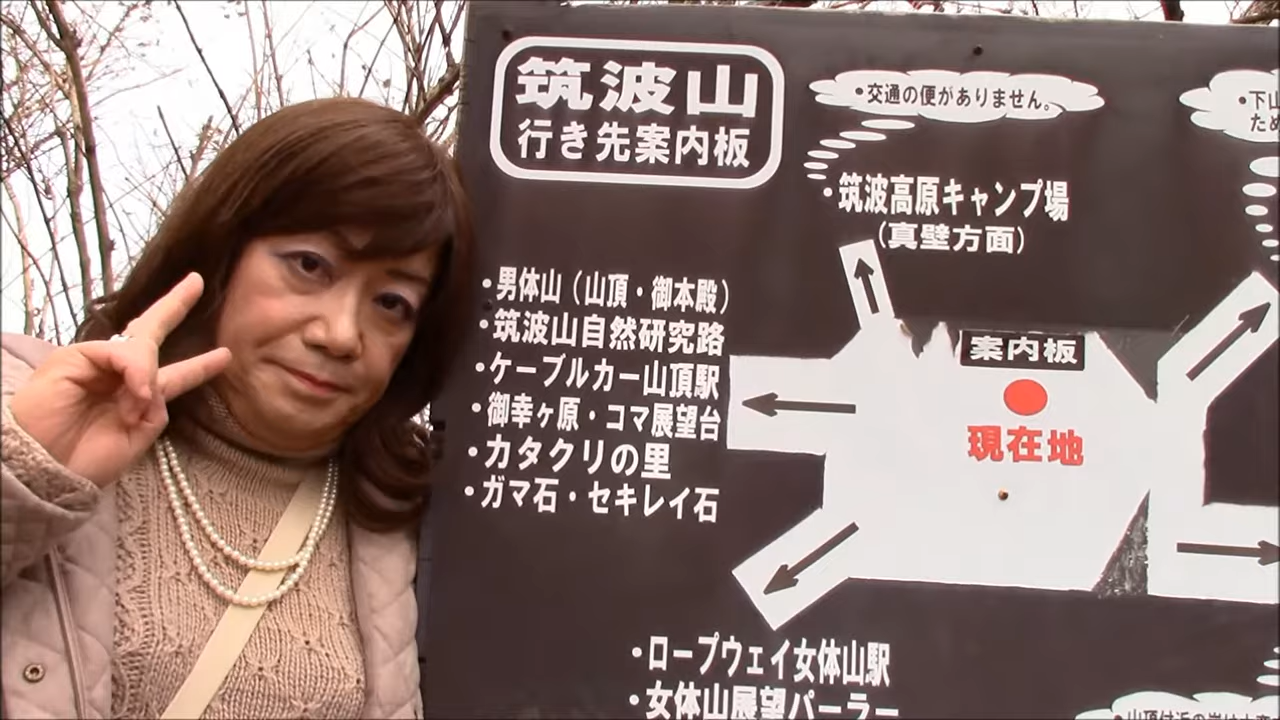 筑波山
行き先案内板
・交通の便がありません。
・下山
ため
・筑波高原キャンプ場
(真壁方面)
・男体山(山頂・御本殿)
・筑波山自然研究路
・ケーブルカー山頂駅
・御幸ヶ原・コマ展望台
・カタクリの里
・ガマ石・セキレイ石
案内板
現在地
・ロープウェイ女体山駅
・女体山展望パーラー